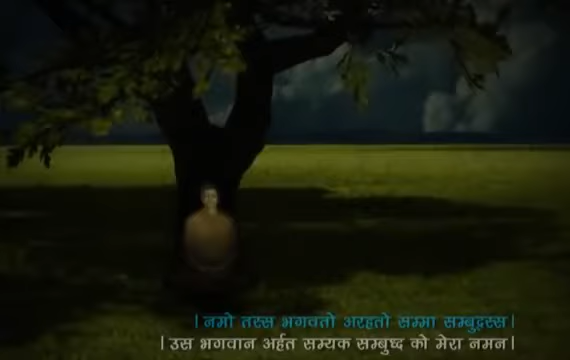 | नमो तस्स भगवतो अरहतो सम्मा सम्बुद्धस्स |
| उस भगवान अर्हत सम्यक सम्बुध्द को मेरा नमन |